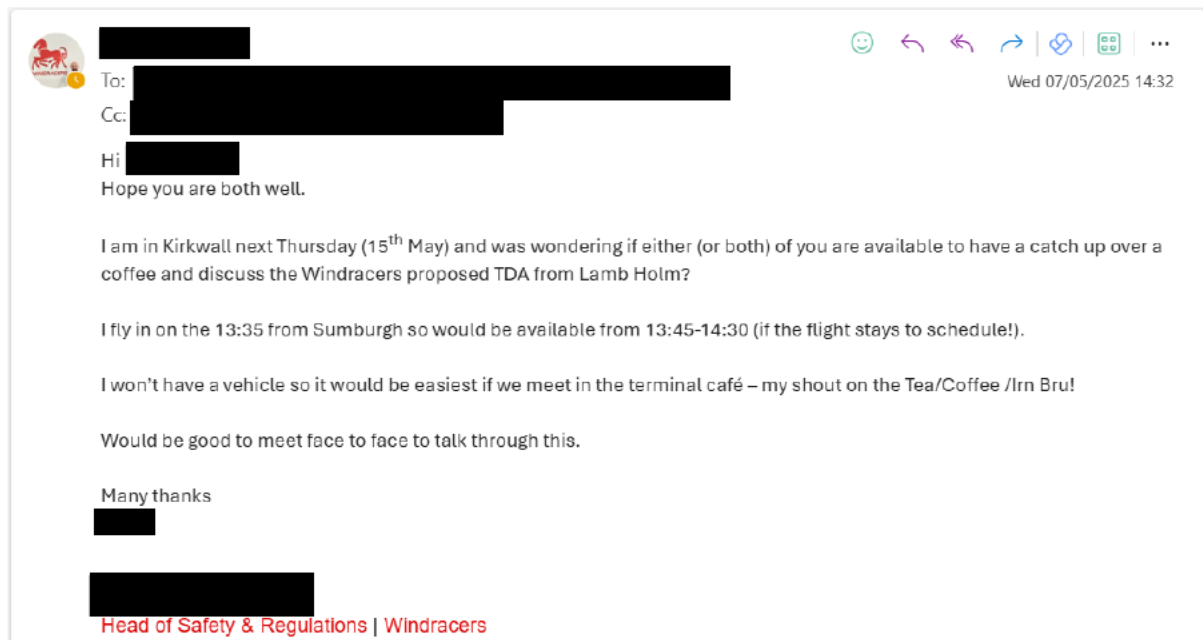 WINDRACERS
To:
Wed 07/05/2025 14:32
Cc:
Hi
Hope you are both well.
I am in Kirkwall next Thursday (15th May) and was wondering if either (or both) of you are available to have a catch up over a
coffee and discuss the Windracers proposed TDA from Lamb Holm?
I fly in on the 13:35 from Sumburgh so would be available from 13:45-14:30 (if the flight stays to schedule!).
I won't have a vehicle so it would be easiest if we meet in the terminal café – my shout on the Tea/Coffee /Irn Bru!
Would be good to meet face to face to talk through this.
Many thanks
Head of Safety & Regulations | Windracers